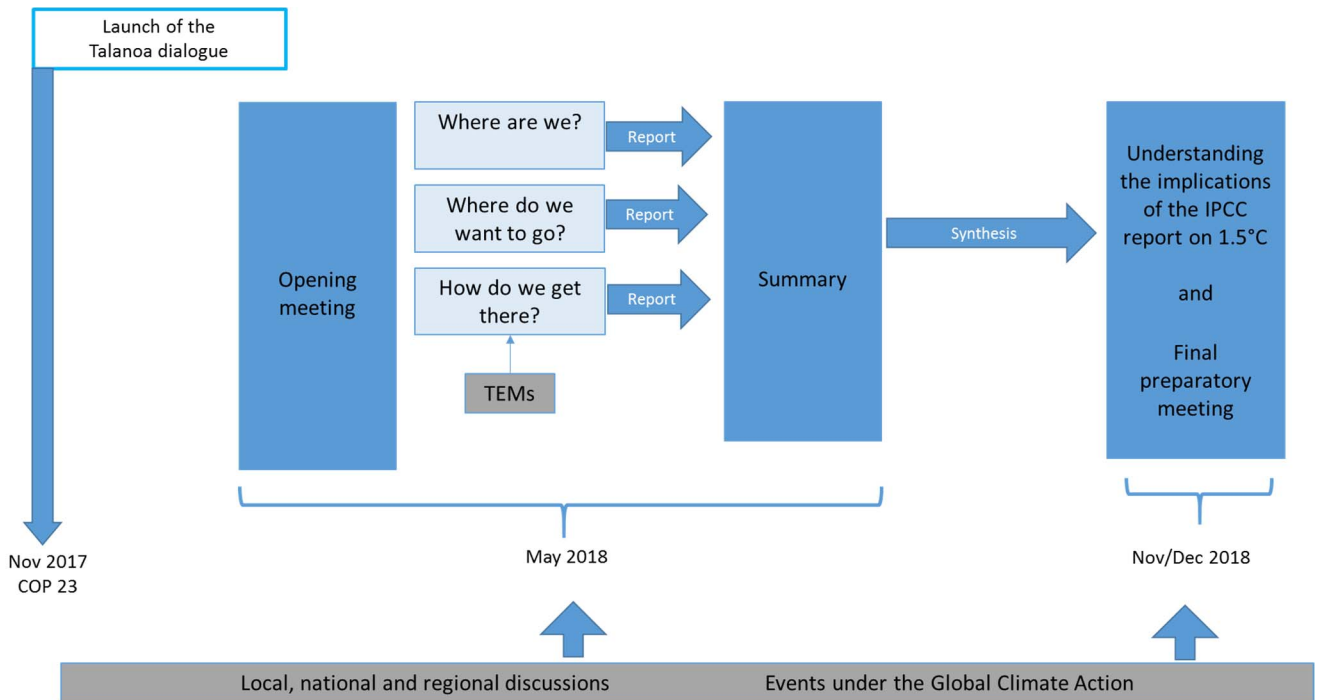 Launch of the
Talanoa dialogue
Opening
meeting
Where are we?
Report
Where do we
want to go?
Report
How do we get
there?
Report
TEMs
Summary
Synthesis
Understanding
the implications
of the IPCC
report on 1.5°C
and
Final
preparatory
meeting
Nov 2017
COP 23
May 2018
Nov/Dec 2018
Local, national and regional discussions
Events under the Global Climate Action